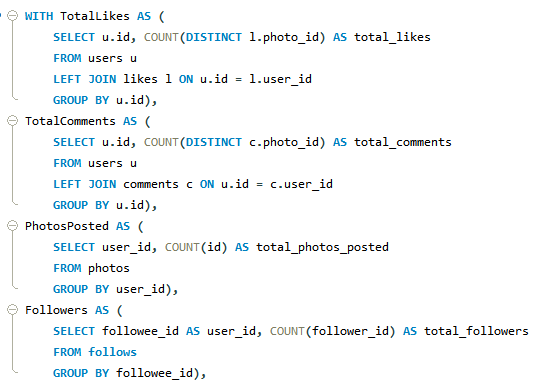 WITH TotalLikes AS (
SELECT u.id, COUNT(DISTINCT l.photo_id) AS total_likes
FROM users u
LEFT JOIN likes l ON u.id = l.user_id
GROUP BY u.id),
TotalComments AS (
SELECT u.id, COUNT(DISTINCT c.photo_id) AS total_comments
FROM users u
LEFT JOIN comments c ON u.id = c.user_id
GROUP BY u.id),
PhotosPosted AS (
SELECT user_id, COUNT(id) AS total_photos_posted
FROM photos
GROUP BY user_id),
Followers AS (
SELECT followee_id AS user_id, COUNT(follower_id) AS total_followers
FROM follows
GROUP BY followee_id),